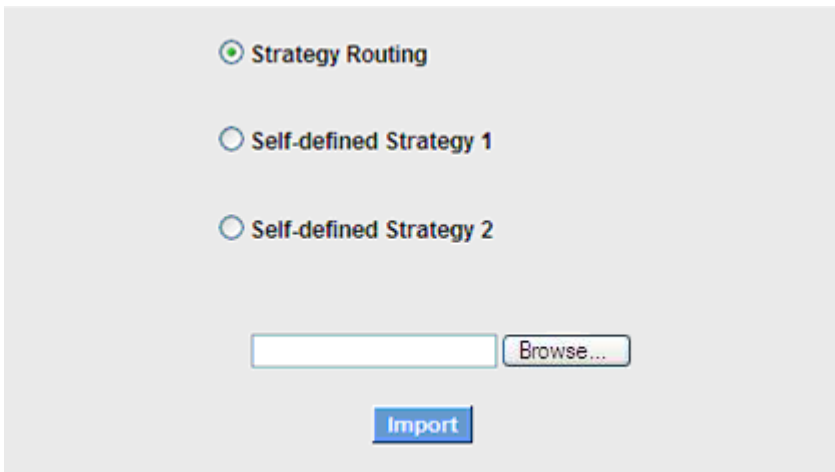 Strategy Routing
Self-defined Strategy 1
Self-defined Strategy 2
Browse...
Import